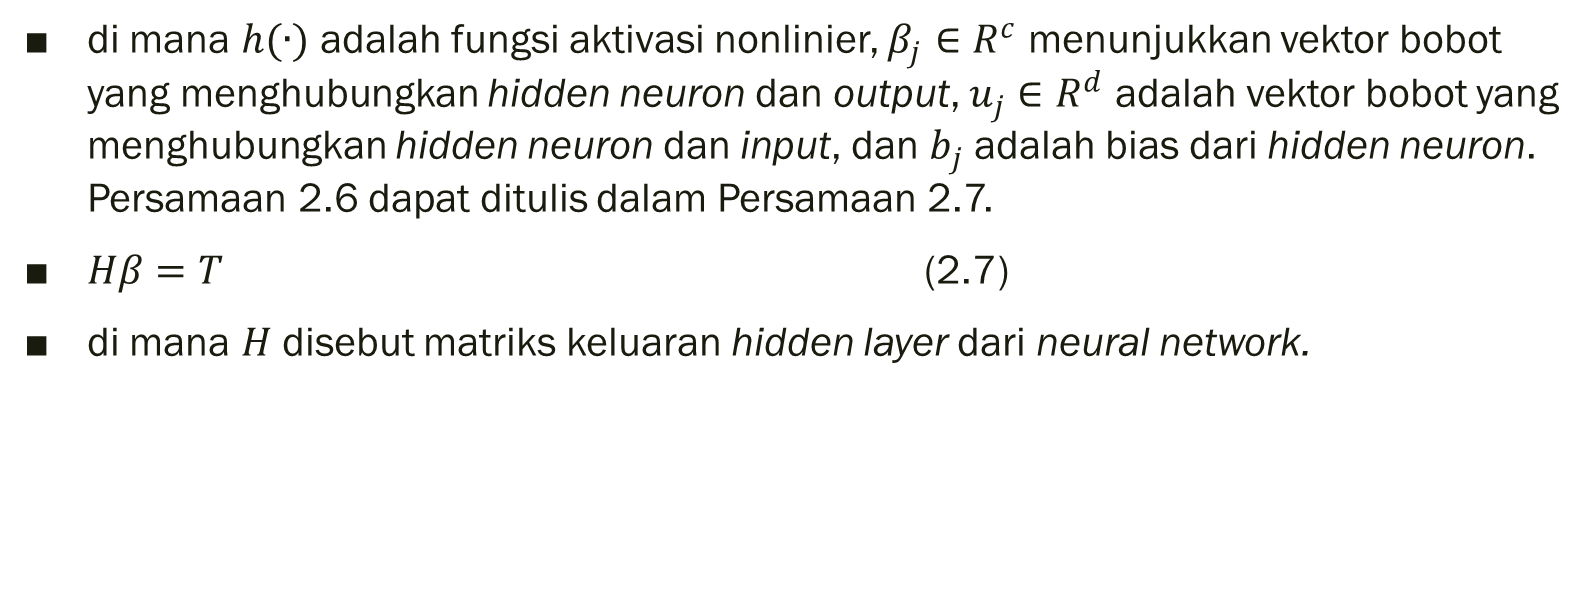 ▪ di mana ℎ(·) adalah fungsi aktivasi nonlinier, 𝛽ⱼ ∈ 𝑅ᶜ menunjukkan vektor bobot
yang menghubungkan hidden neuron dan output, 𝑢ⱼ ∈ 𝑅ᵈ adalah vektor bobot yang
menghubungkan hidden neuron dan input, dan 𝑏ⱼ adalah bias dari hidden neuron.
Persamaan 2.6 dapat ditulis dalam Persamaan 2.7.
▪ 𝐻𝛽 = 𝑇 (2.7)
▪ di mana 𝐻 disebut matriks keluaran hidden layer dari neural network.